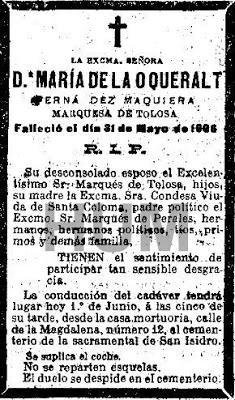 LA EXCMA. SEÑORA
D.ª MARÍA DE LA O QUERALT
FERNÁ DEZ MAQUIERA
MARQUESA DE TOLOSA
Falleció el día 31 de Mayo de
R. I. P.
Su desconsolado esposo el Excelen-
tísimo Sr. Marqués de Tolosa, hijos,
su madre la Excma. Sra. Condesa Viu-
da de Santa Coloma, padre político el
Excmo. Sr. Marqués de Perales, her-
manos, hermanos políticos, tíos, pri-
mos y demás familia.
TIENEN el sentimiento de
participar tan sensible desgra-
cia.
La conducción del cadáver tendrá
lugar hoy 1.º de Junio, á las cinco de
su tarde, desde la casa mortuoria, calle
de la Magdalena, número 12, al cemente-
rio de la sacramental de San Isidro.
Se suplica el coche.
No se reparten esquelas.
El duelo se despide en el cementerio.